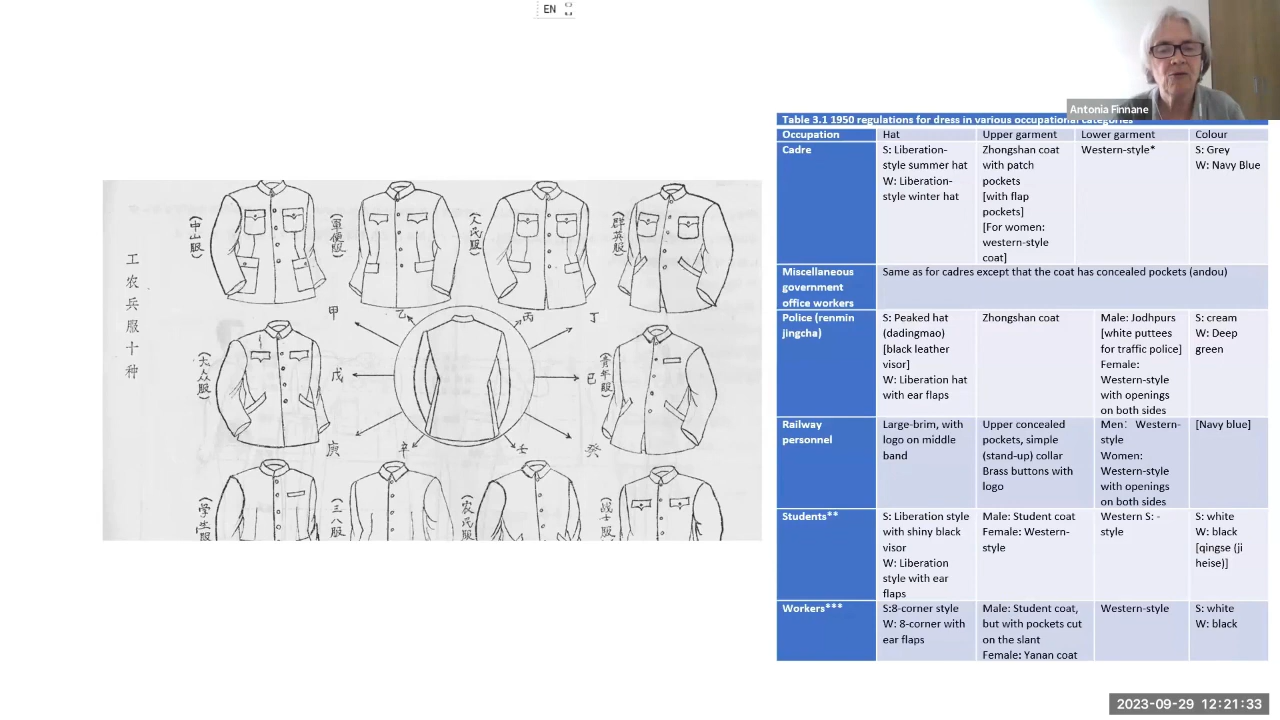 EN
Antonia Finnane
工农兵服十种
(中山服)
(軍便服)
(人民服)
(群英服)
甲
乙
丙
丁
(大众服)
戊
巳
(青年服)
庚
辛
壬
癸
(学生服
(三八服
(农民服
(战士服
Table 3.1 1950 regulations for dress in various occupational categories
Occupation Hat Upper garment Lower garment Colour
Cadre
S: Liberation-
style summer hat
W: Liberation-
style winter hat
Zhongshan coat
with patch
pockets
[with flap
pockets]
[For women:
western-style
coat]
Western-style*
S: Grey
W: Navy Blue
Miscellaneous
government
office workers
Same as for cadres except that the coat has concealed pockets (andou)
Police (renmin
jingcha)
S: Peaked hat
(dadingmao)
[black leather
visor]
W: Liberation hat
with ear flaps
Zhongshan coat
Male: Jodhpurs
[white puttees
for traffic police]
Female:
Western-style
with openings
on both sides
S: cream
W: Deep
green
Railway
personnel
Large-brim, with
logo on middle
band
Upper concealed
pockets, simple
(stand-up) collar
Brass buttons with
logo
Men: Western-
style
Women:
Western-style
with openings
on both sides
[Navy blue]
Students**
S: Liberation style
with shiny black
visor
W: Liberation
style with ear
flaps
Male: Student coat
Female: Western-
style
Western S: -
style
S: white
W: black
[qingse (ji
heise)]
Workers***
S:8-corner style
W: 8-corner with
ear flaps
Male: Student coat,
but with pockets cut
on the slant
Female: Yanan coat
Western-style
S: white
W: black
2023-09-29 12:21:33